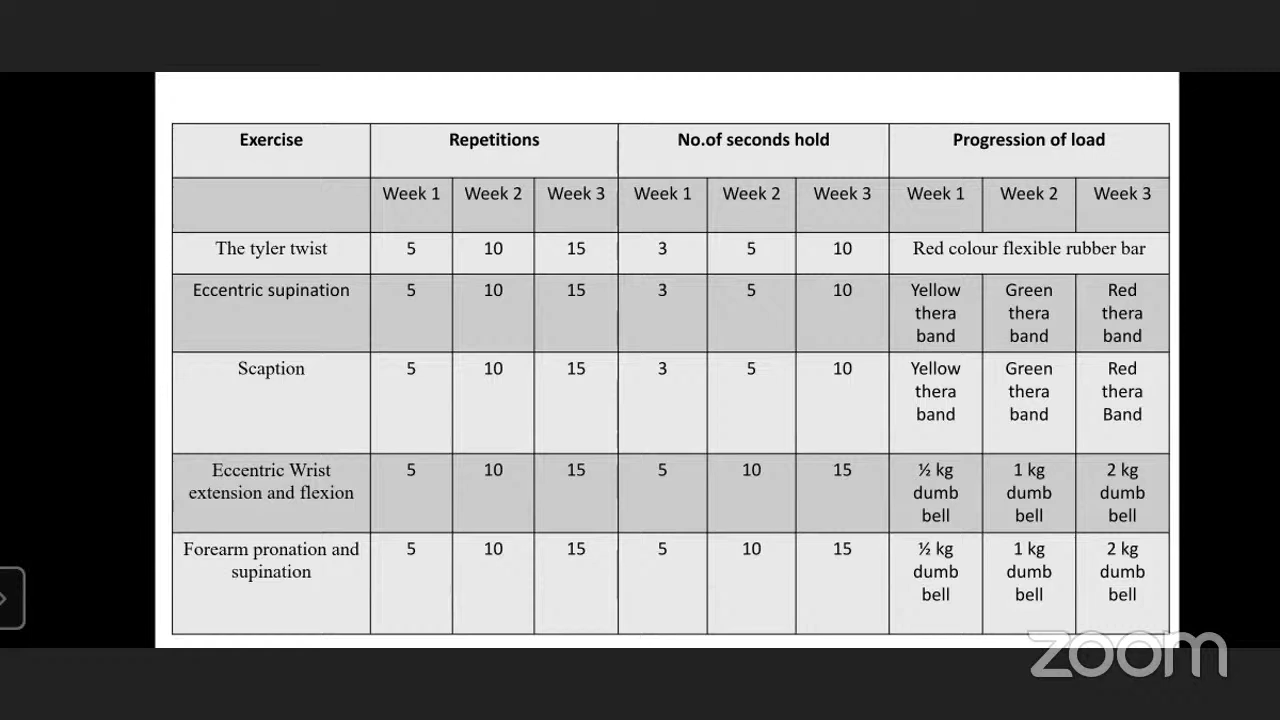 Exercise Repetitions No.of seconds hold Progression of load
Week 1 Week 2 Week 3 Week 1 Week 2 Week 3 Week 1 Week 2 Week 3
The tyler twist 5 10 15 3 5 10 Red colour flexible rubber bar
Eccentric supination 5 10 15 3 5 10 Yellow Green Red
thera thera thera
band band band
Scaption 5 10 15 3 5 10 Yellow Green Red
thera thera thera
band band Band
Eccentric Wrist 5 10 15 5 10 15 ½ kg 1 kg 2 kg
extension and flexion dumb dumb dumb
bell bell bell
Forearm pronation and 5 10 15 5 10 15 ½ kg 1 kg 2 kg
supination dumb dumb dumb
bell bell bell
zoom